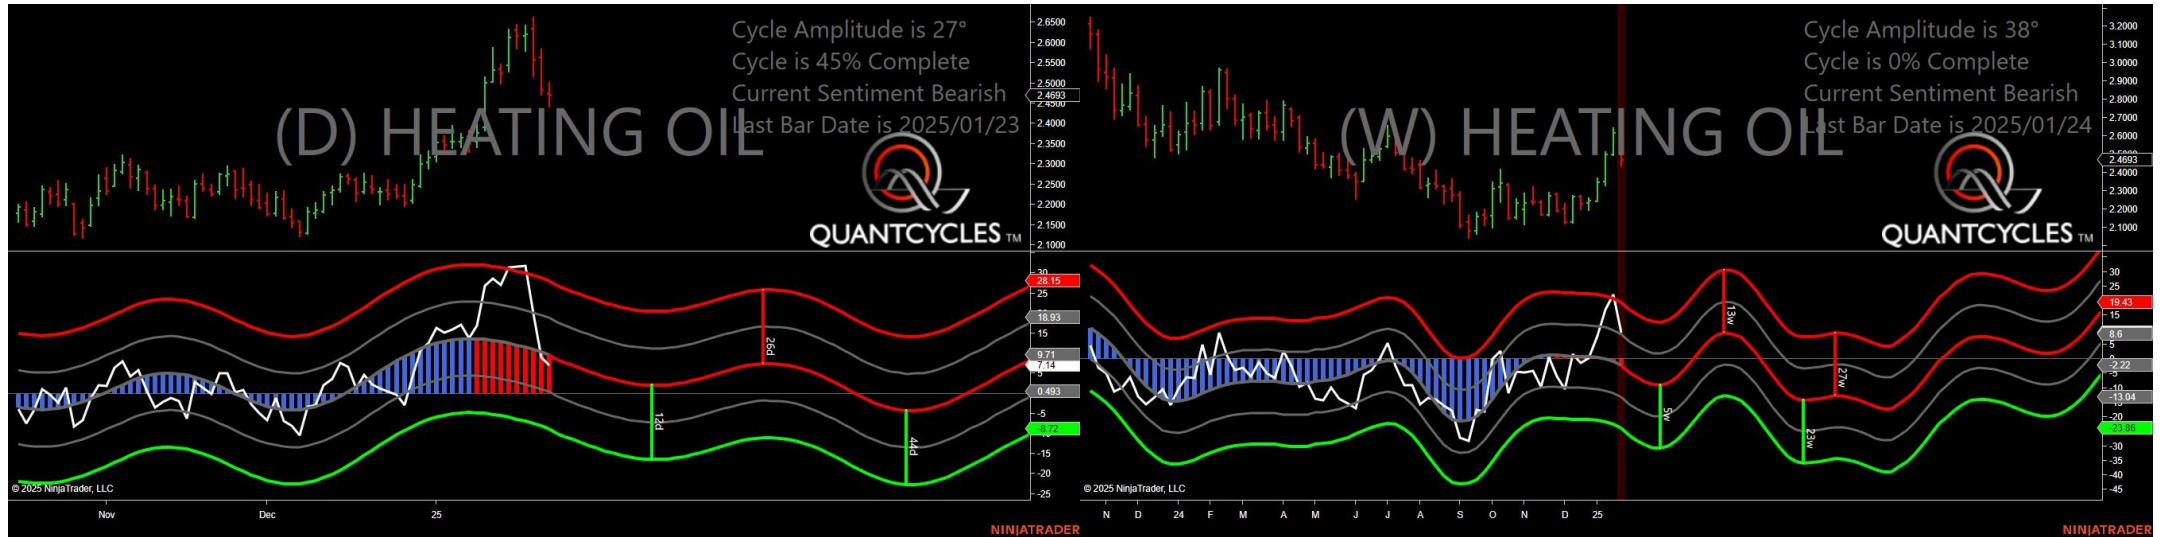 Cycle Amplitude is 27°
Cycle is 45% Complete
Current Sentiment Bearish
Last Bar Date is 2025/01/23
(D) HEATING OIL
QUANTCYCLES TM
2.6500
2.6000
2.5500
2.5000
2.4693
2.4500
2.4000
2.3500
2.3000
2.2500
2.2000
2.1500
2.1000
30
28.15
25
18.93
15
9.71
7.14
5
0.493
-5
-8.72
-15
-20
-25
26d
12d
44d
© 2025 NinjaTrader, LLC
Nov
Dec
25
NINJATRADER
Cycle Amplitude is 38°
Cycle is 0% Complete
Current Sentiment Bearish
Last Bar Date is 2025/01/24
(W) HEATING OIL
QUANTCYCLES TM
3.2000
3.1000
3.0000
2.9000
2.8000
2.7000
2.6000
2.4693
2.4000
2.3000
2.2000
2.1000
30
25
19.43
15
8.6
5
-2.22
-5
-10
-13.04
-20
-23.86
-30
-35
-40
-45
13w
27w
5w
23w
© 2025 NinjaTrader, LLC
N
D
24
F
M
A
M
J
J
A
S
O
N
D
25
NINJATRADER